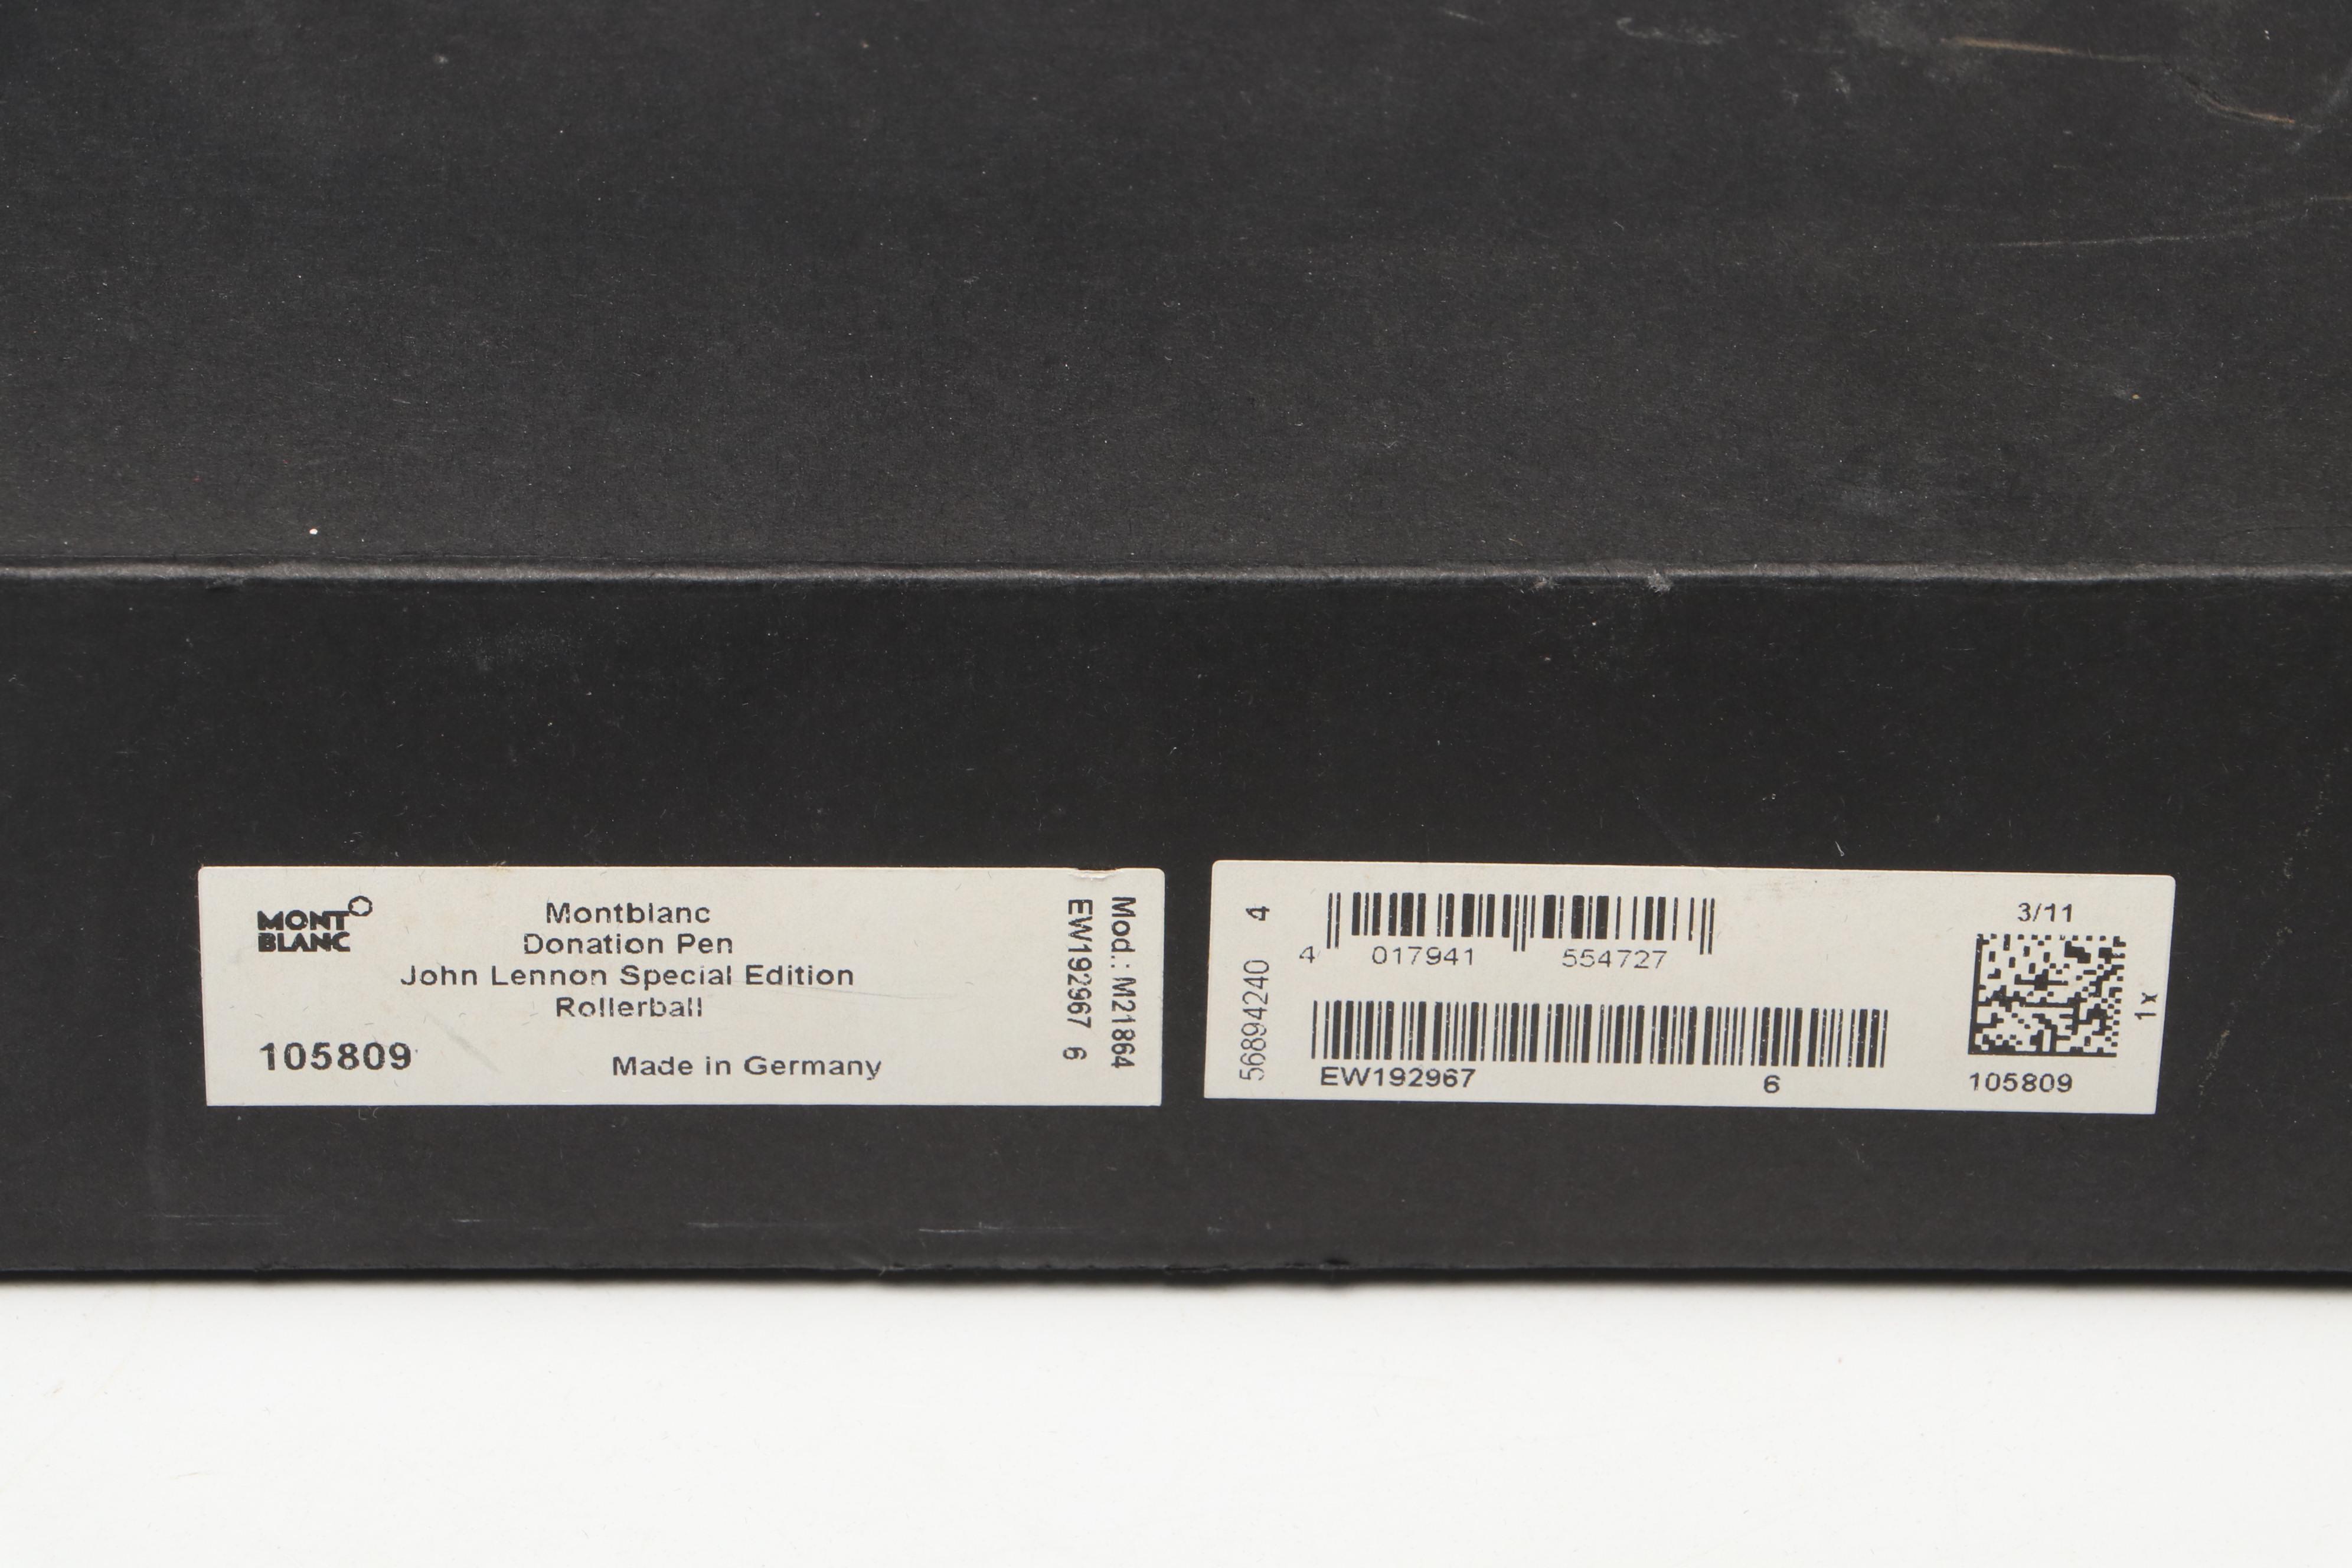 MONT
BLANC
Montblanc
Donation Pen
John Lennon Special Edition
Rollerball
105809
Made in Germany
Mod.: M21864
EW192967 6
56894240 4
4 017941 554727
EW192967 6
3/11
1x
105809